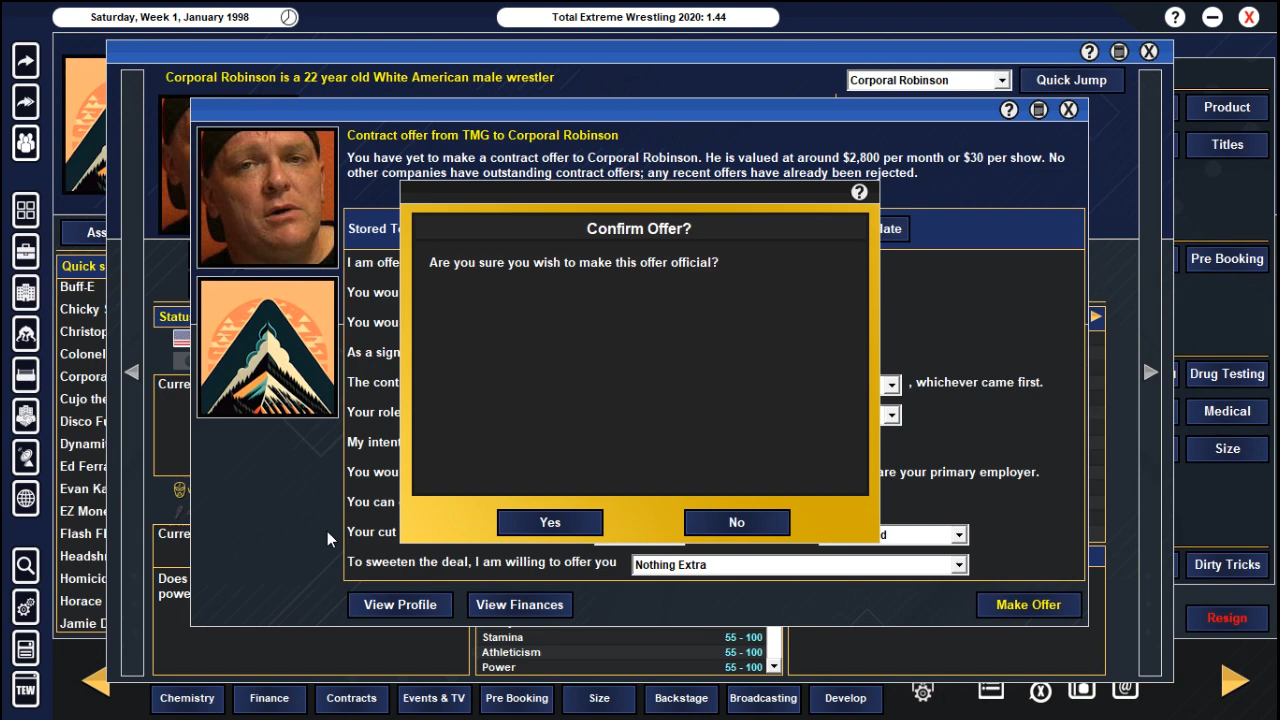 Saturday, Week 1, January 1998
Total Extreme Wrestling 2020: 1.44
? X
? X
Corporal Robinson is a 22 year old White American male wrestler
Corporal Robinson
Quick Jump
Product
? X
Contract offer from TMG to Corporal Robinson
Titles
You have yet to make a contract offer to Corporal Robinson. He is valued at around $2,800 per month or $30 per show. No
other companies have outstanding contract offers; any recent offers have already been rejected.
?
Ass
Stored Te
Confirm Offer?
late
Quick s
I am offe
Are you sure you wish to make this offer official?
Pre Booking
Buff-E
You wou
Chicky
Status
You wou
Christop
Colonel
As a sign
Corpora
The cont
, whichever came first.
Drug Testing
Curre
Cujo the
Your role
Medical
Disco Fu
Dynami
My intent
Size
Ed Ferra
You wou
are your primary employer.
Evan Ka
You can
EZ Mone
Yes
No
Flash Fl
Curre
Your cut
d
Headsh
To sweeten the deal, I am willing to offer you
Nothing Extra
Dirty Tricks
Homicid
Does
powe
Horace
View Profile
View Finances
Make Offer
Resign
Jamie D
Stamina 55 - 100
Athleticism 55 - 100
Power 55 - 100
TEW
Chemistry
Finance
Contracts
Events & TV
Pre Booking
Size
Backstage
Broadcasting
Develop